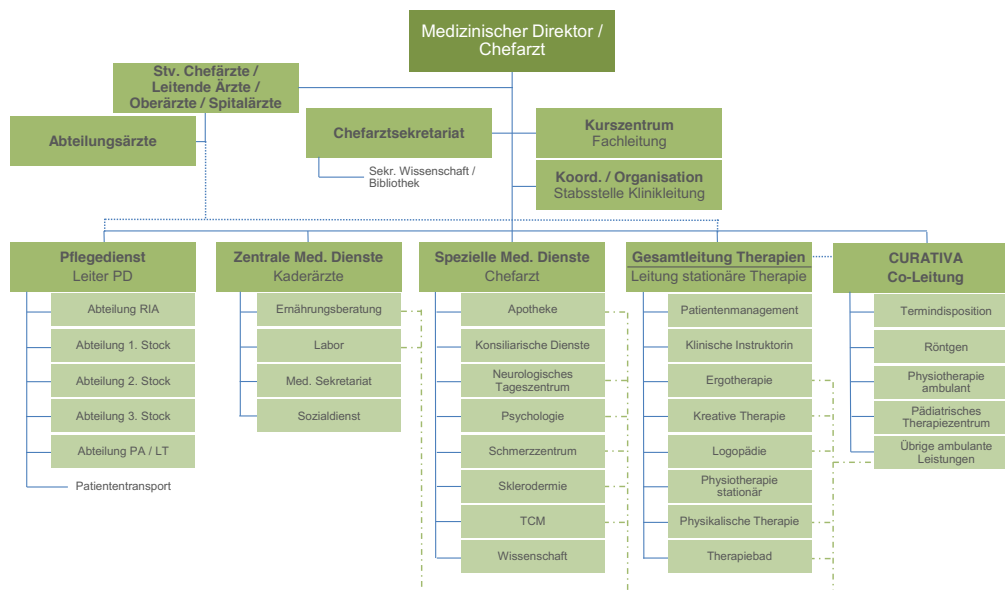 Medizinischer Direktor /
Chefarzt
Stv. Chefärzte /
Leitende Ärzte /
Oberärzte / Spitalärzte
Abteilungsärzte
Chefarztsekretariat
Sekr. Wissenschaft /
Bibliothek
Kurszentrum
Fachleitung
Koord. / Organisation
Stabsstelle Klinikleitung
Pflegedienst
Leiter PD
Abteilung RIA
Abteilung 1. Stock
Abteilung 2. Stock
Abteilung 3. Stock
Abteilung PA / LT
Patiententransport
Zentrale Med. Dienste
Kaderärzte
Ernährungsberatung
Labor
Med. Sekretariat
Sozialdienst
Spezielle Med. Dienste
Chefarzt
Apotheke
Konsiliarische Dienste
Neurologisches
Tageszentrum
Psychologie
Schmerzzentrum
Sklerodermie
TCM
Wissenschaft
Gesamtleitung Therapien
Leitung stationäre Therapie
Patientenmanagement
Klinische Instruktorin
Ergotherapie
Kreative Therapie
Logopädie
Physiotherapie
stationär
Physikalische Therapie
Therapiebad
CURATIVA
Co-Leitung
Termindisposition
Röntgen
Physiotherapie
ambulant
Pädiatrisches
Therapiezentrum
Übrige ambulante
Leistungen